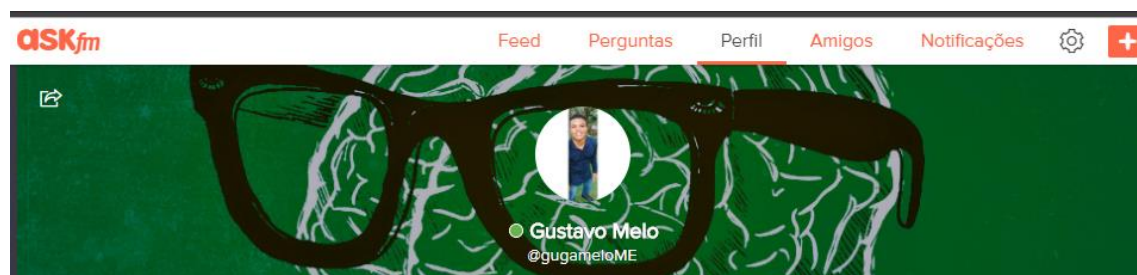 ASKfm Feed Perguntas Perfil Amigos Notificações
Gustavo Melo
@gugameloME